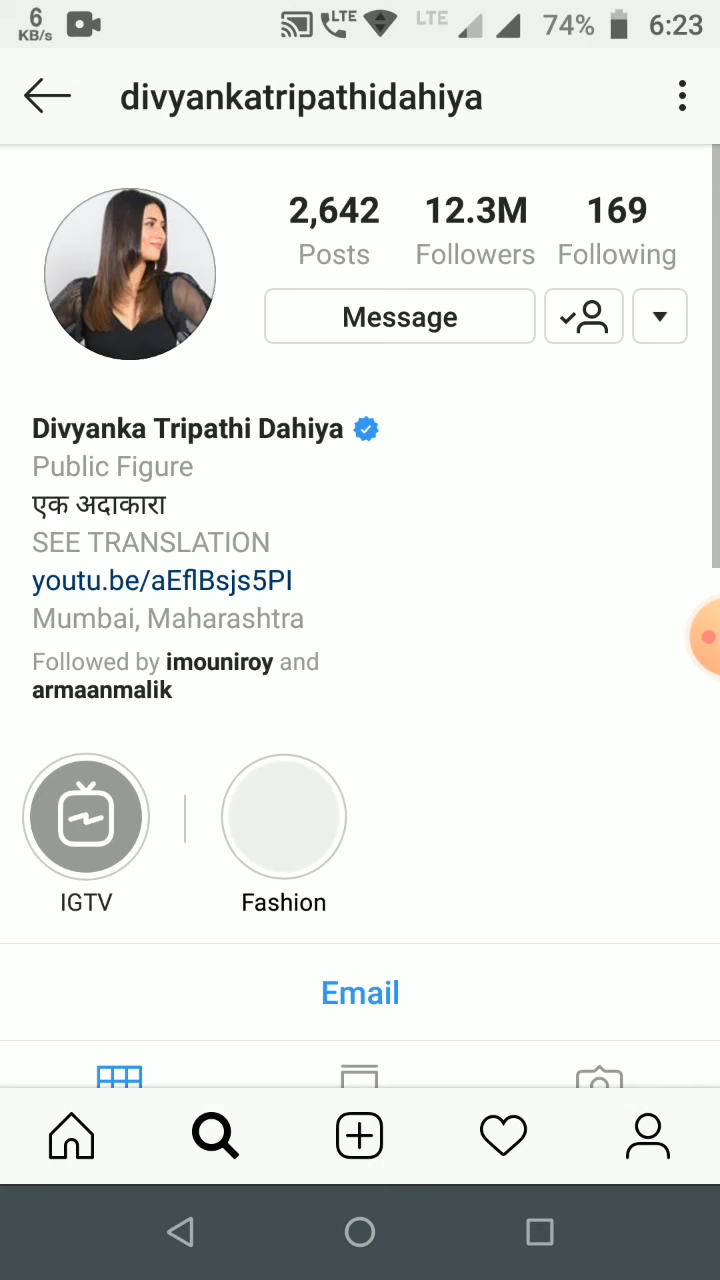 6
KB/s
LTE
LTE
74%
6:23
divyankatripathidahiya
2,642 12.3M 169
Posts Followers Following
Message
Divyanka Tripathi Dahiya
Public Figure
एक अदाकारा
SEE TRANSLATION
youtu.be/aEflBsjs5PI
Mumbai, Maharashtra
Followed by imouniroy and
armaanmalik
IGTV Fashion
Email